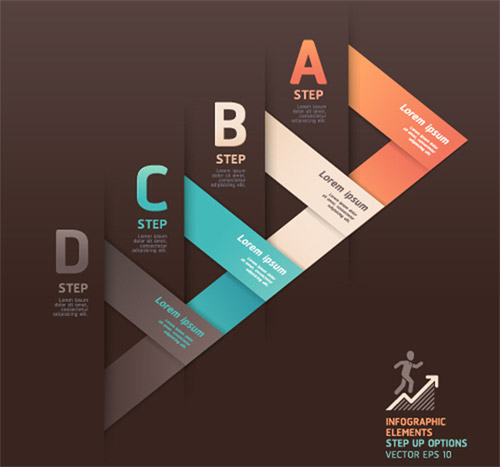 A
STEP
Lorem ipsum
dolor sit amet,
consectetur
adipiscing elit.
Lorem ipsum
B
STEP
Lorem ipsum
dolor sit amet,
consectetur
adipiscing elit.
Lorem ipsum
C
STEP
Lorem ipsum
dolor sit amet,
consectetur
adipiscing elit.
Lorem ipsum
D
STEP
Lorem ipsum
dolor sit amet,
consectetur
adipiscing elit.
Lorem ipsum
INFOGRAPHIC
ELEMENTS
STEP UP OPTIONS
VECTOR EPS 10